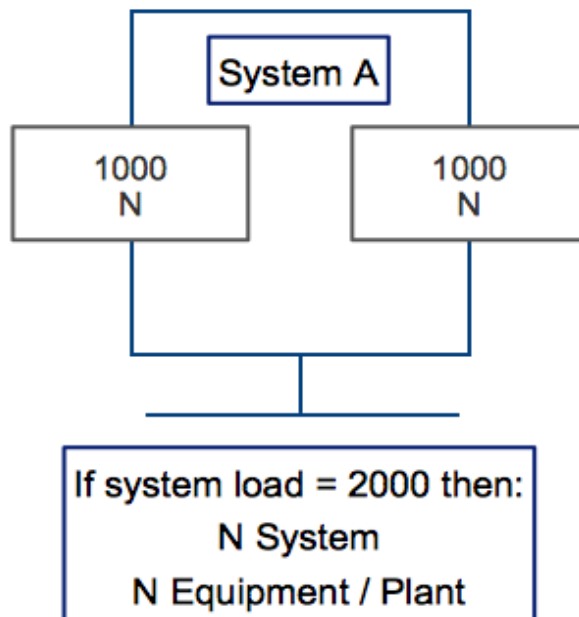 System A
1000
N
1000
N
If system load = 2000 then:
N System
N Equipment / Plant